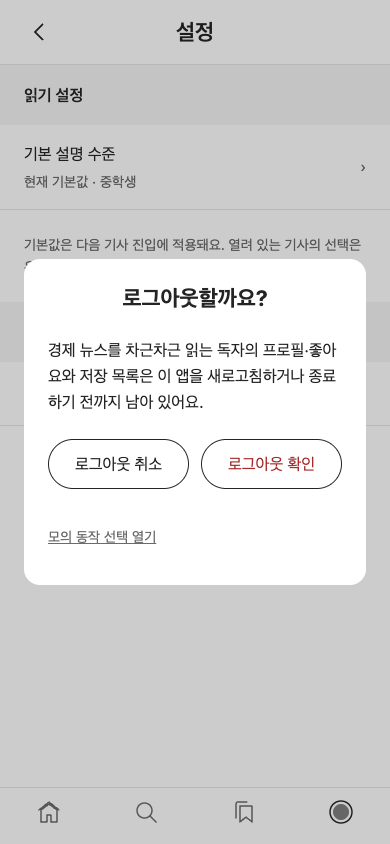 설정
읽기 설정
기본 설명 수준
현재 기본값 · 중학생
›
기본값은 다음 기사 진입에 적용돼요. 열려 있는 기사의 선택은
로그아웃할까요?
경제 뉴스를 차근차근 읽는 독자의 프로필·좋아
요와 저장 목록은 이 앱을 새로고침하거나 종료
하기 전까지 남아 있어요.
로그아웃 취소
로그아웃 확인
모의 동작 선택 열기